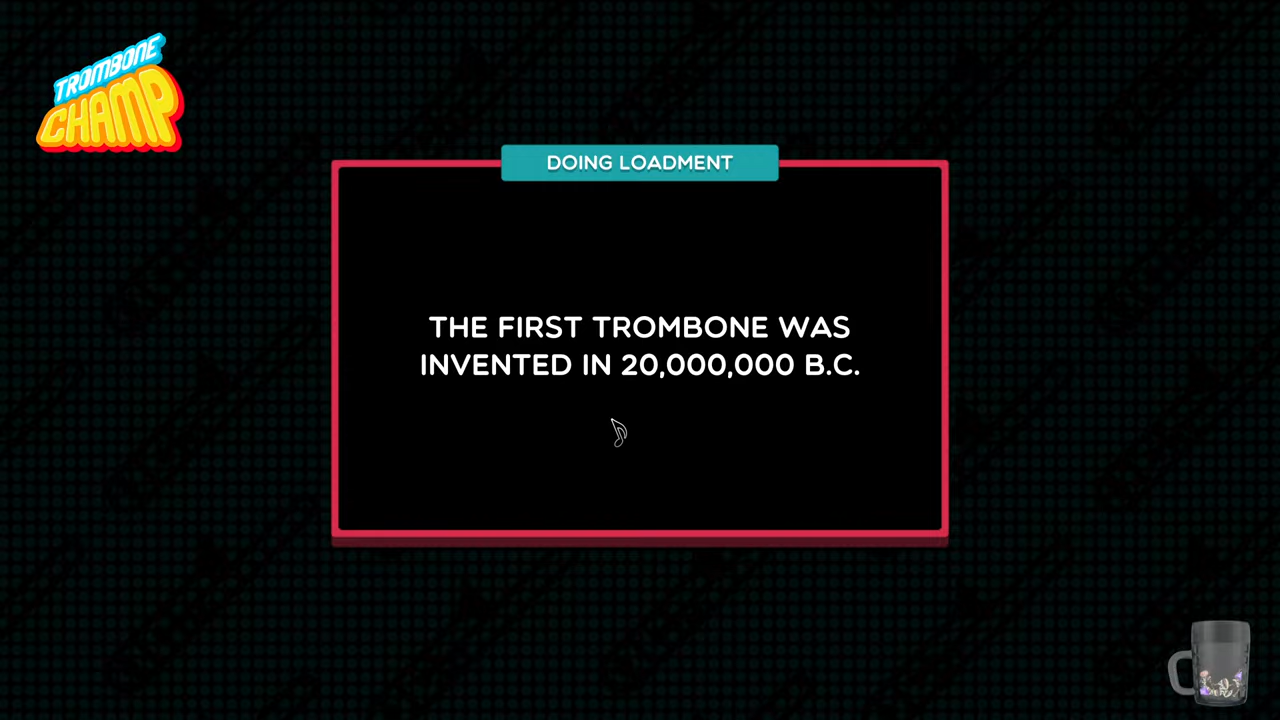 TROMBONE
CHAMP
DOING LOADMENT
THE FIRST TROMBONE WAS
INVENTED IN 20,000,000 B.C.